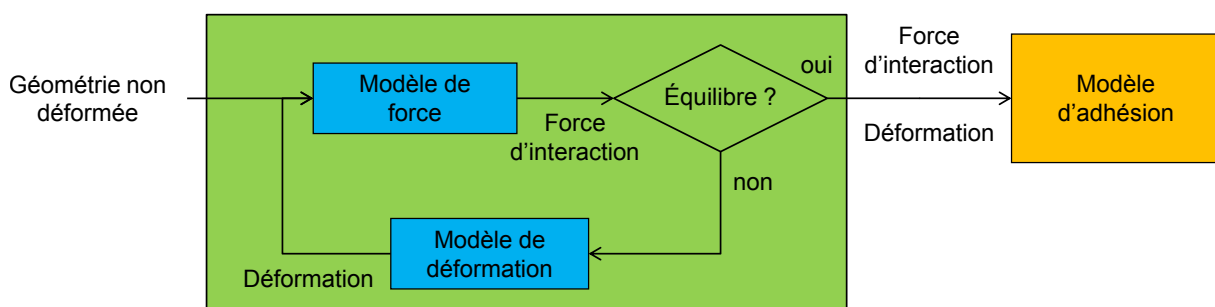 Géométrie non
déformée
Modèle de
force
Force
d’interaction
Équilibre ?
oui
non
Modèle de
déformation
Déformation
Force
d’interaction
Déformation
Modèle
d’adhésion